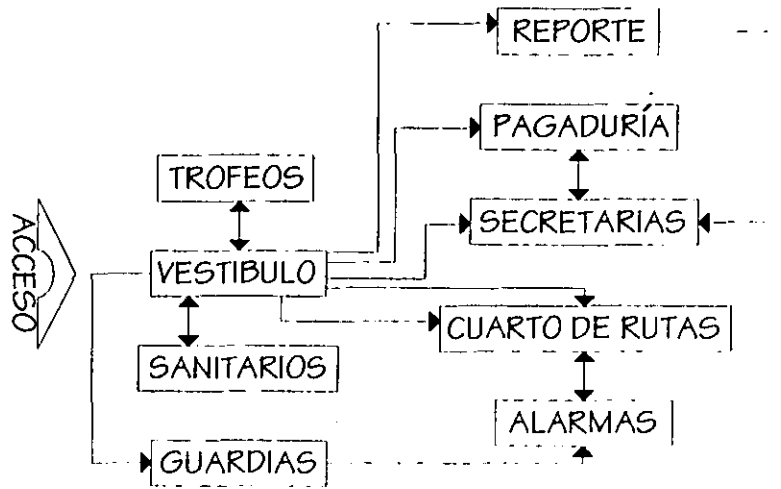 REPORTE
PAGADURÍA
TROFEOS
SECRETARIAS
ACCESO
VESTIBULO
CUARTO DE RUTAS
SANITARIOS
ALARMAS
GUARDIAS